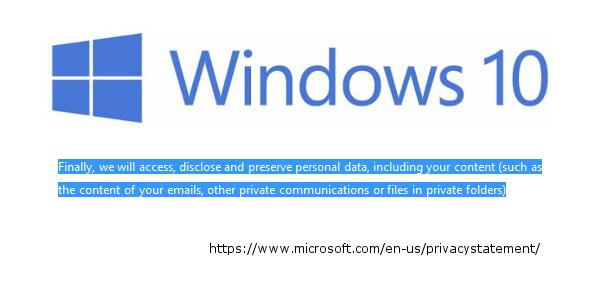 Windows 10
Finally, we will access, disclose and preserve personal data, including your content (such as
the content of your emails, other private communications or files in private folders)
https://www.microsoft.com/en-us/privacystatement/